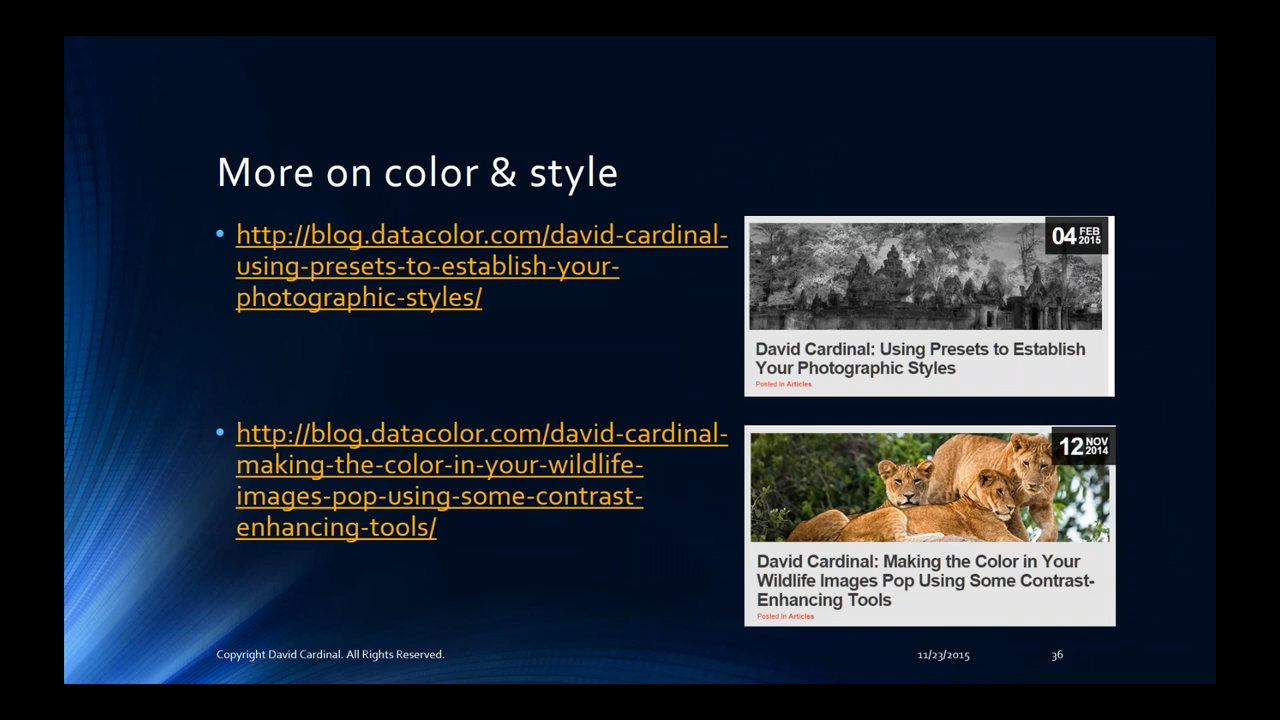 More on color & style
• http://blog.datacolor.com/david-cardinal-
using-presets-to-establish-your-
photographic-styles/
04 FEB 2015
David Cardinal: Using Presets to Establish
Your Photographic Styles
Posted In Articles
• http://blog.datacolor.com/david-cardinal-
making-the-color-in-your-wildlife-
images-pop-using-some-contrast-
enhancing-tools/
12 NOV 2014
David Cardinal: Making the Color in Your
Wildlife Images Pop Using Some Contrast-
Enhancing Tools
Posted In Articles
Copyright David Cardinal. All Rights Reserved.
11/23/2015
36